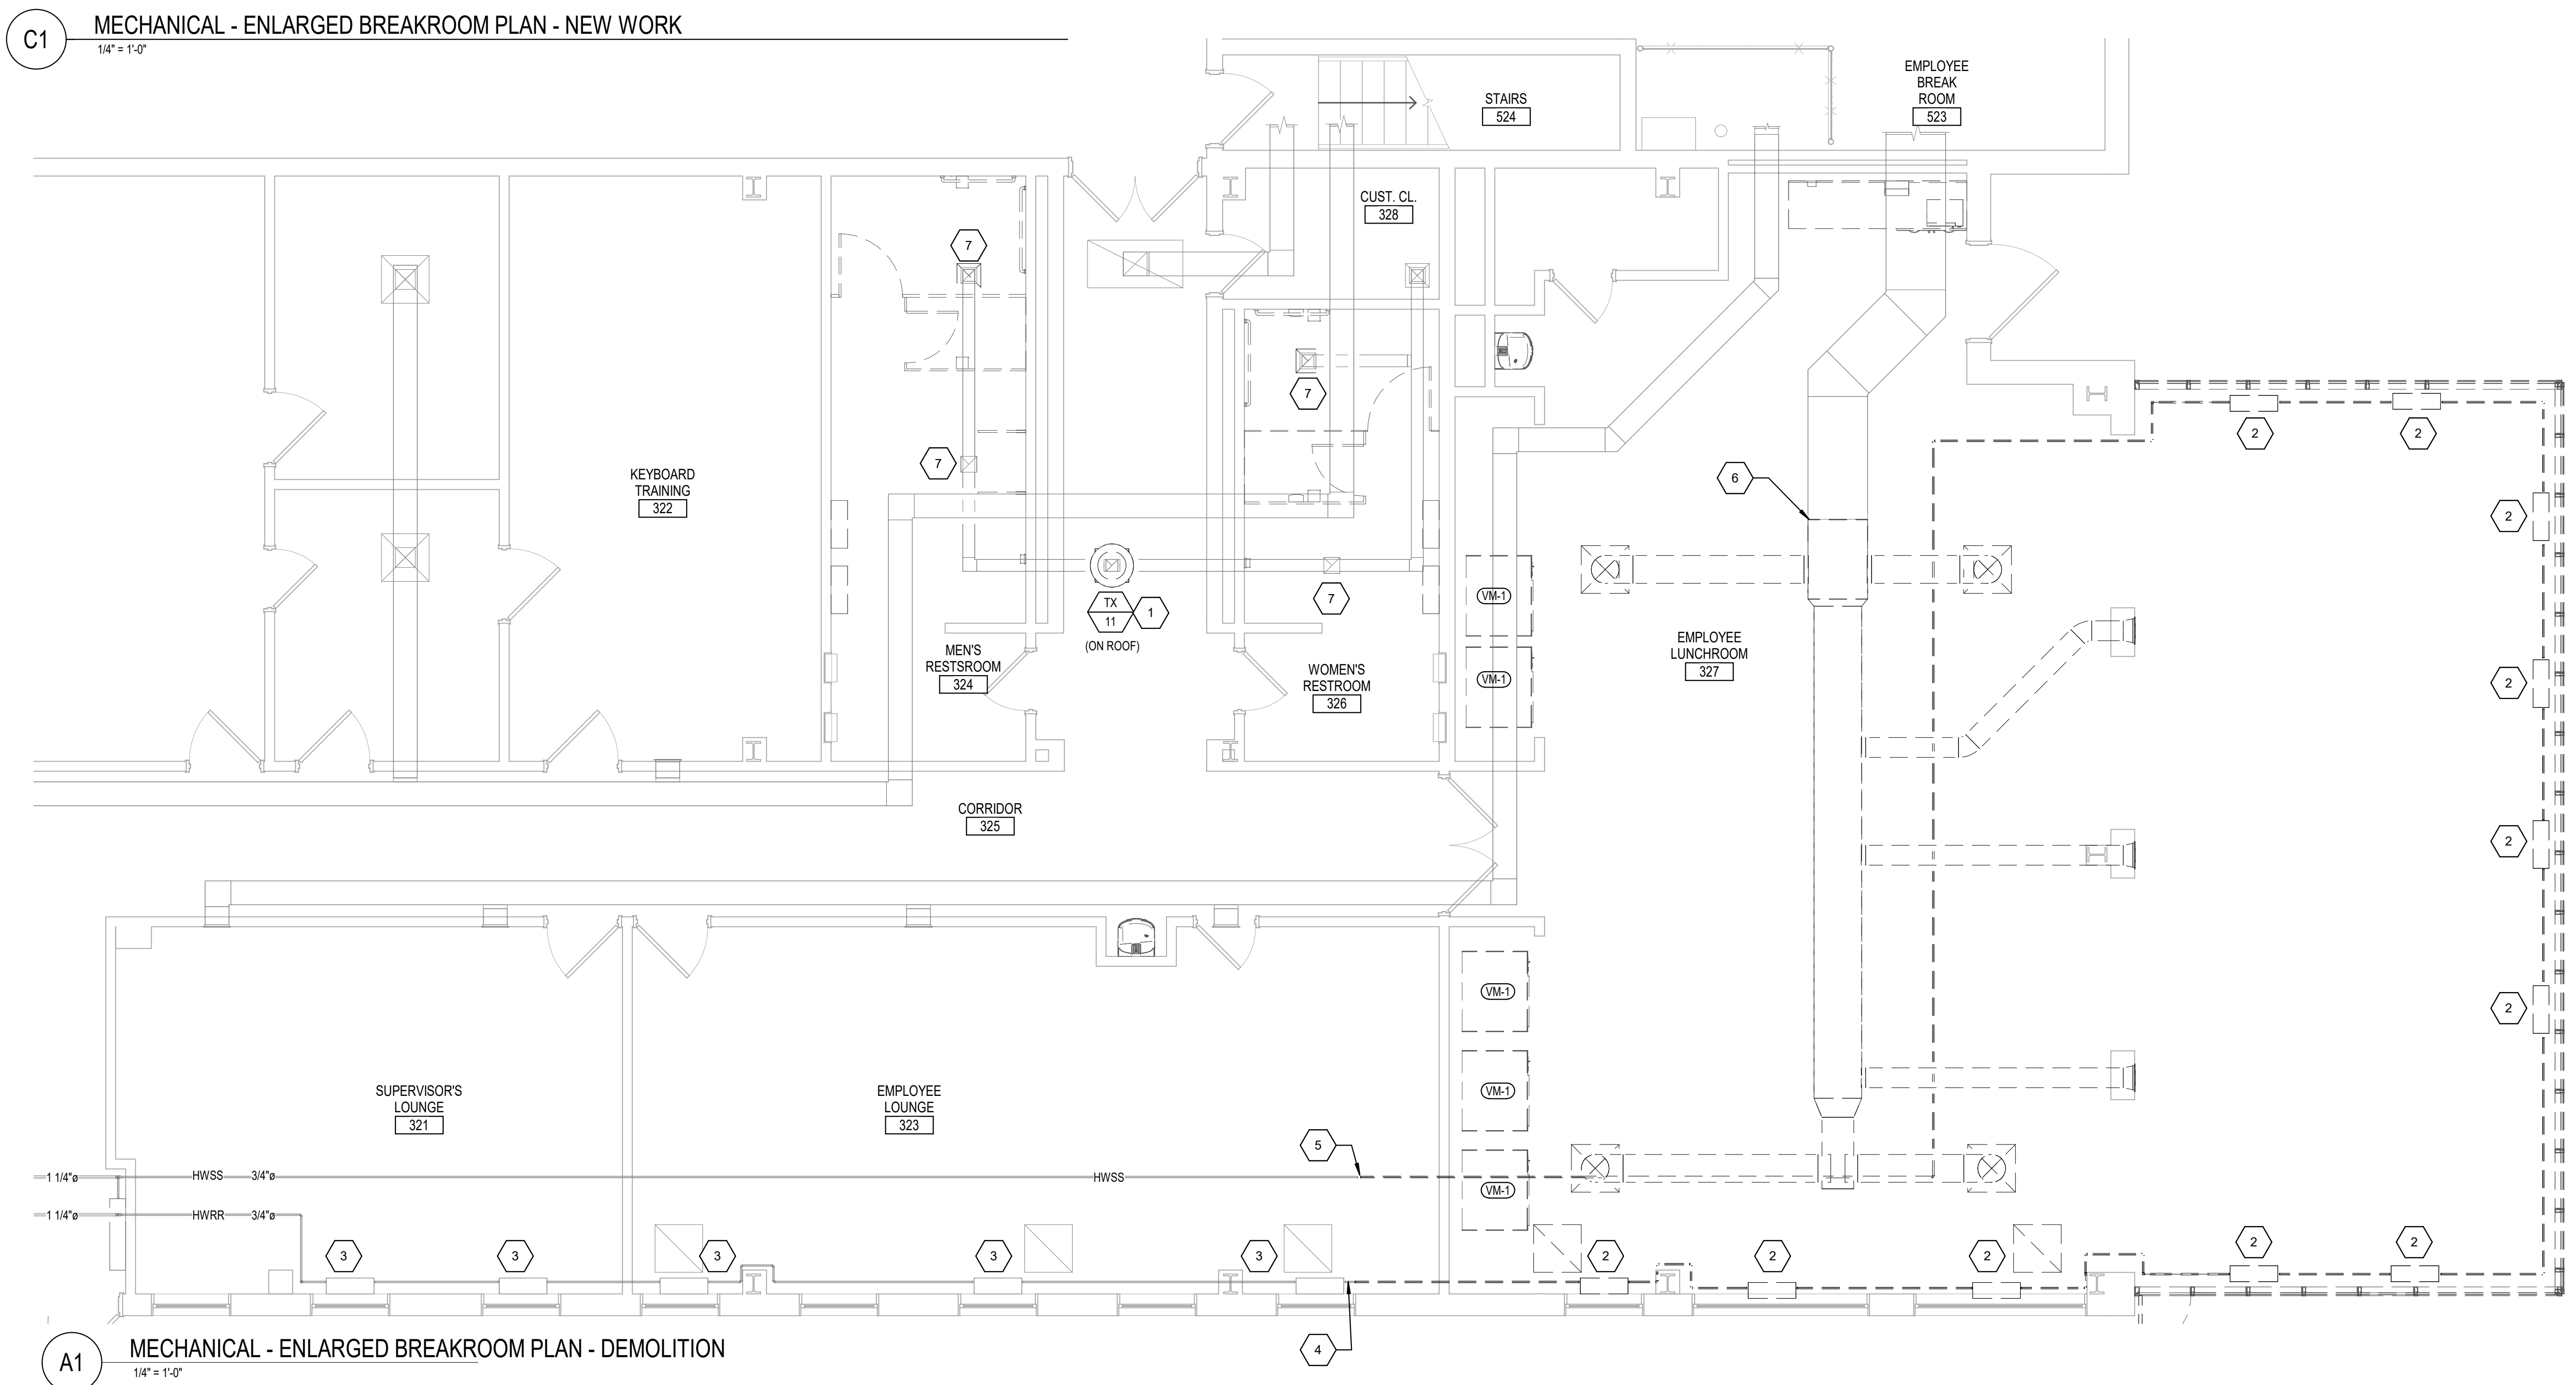 C1
MECHANICAL - ENLARGED BREAKROOM PLAN - NEW WORK
1/4" = 1'-0"
EMPLOYEE
BREAK
ROOM
523
STAIRS
524
CUST. CL.
328
7
7
7
7
2
2
2
2
2
2
6
KEYBOARD
TRAINING
322
TX
11
1
(ON ROOF)
VM-1
VM-1
MEN'S
RESTSROOM
324
WOMEN'S
RESTROOM
326
EMPLOYEE
LUNCHROOM
327
CORRIDOR
325
VM-1
VM-1
VM-1
SUPERVISOR'S
LOUNGE
321
EMPLOYEE
LOUNGE
323
5
1 1/4"ø
HWSS
3/4"ø
HWSS
1 1/4"ø
HWRR
3/4"ø
3
3
3
3
3
2
2
2
2
2
4
A1
MECHANICAL - ENLARGED BREAKROOM PLAN - DEMOLITION
1/4" = 1'-0"